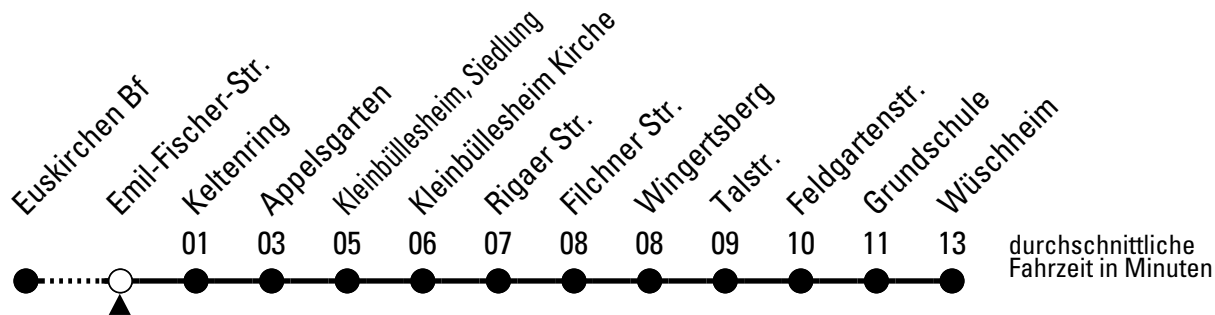 Euskirchen Bf
Emil-Fischer-Str.
Keltenring
Appelsgarten
Kleinbüllesheim, Siedlung
Kleinbüllesheim Kirche
Rigaer Str.
Filchner Str.
Wingertsberg
Talstr.
Feldgartenstr.
Grundschule
Wüschheim
01 03 05 06 07 08 08 09 10 11 13
durchschnittliche
Fahrzeit in Minuten